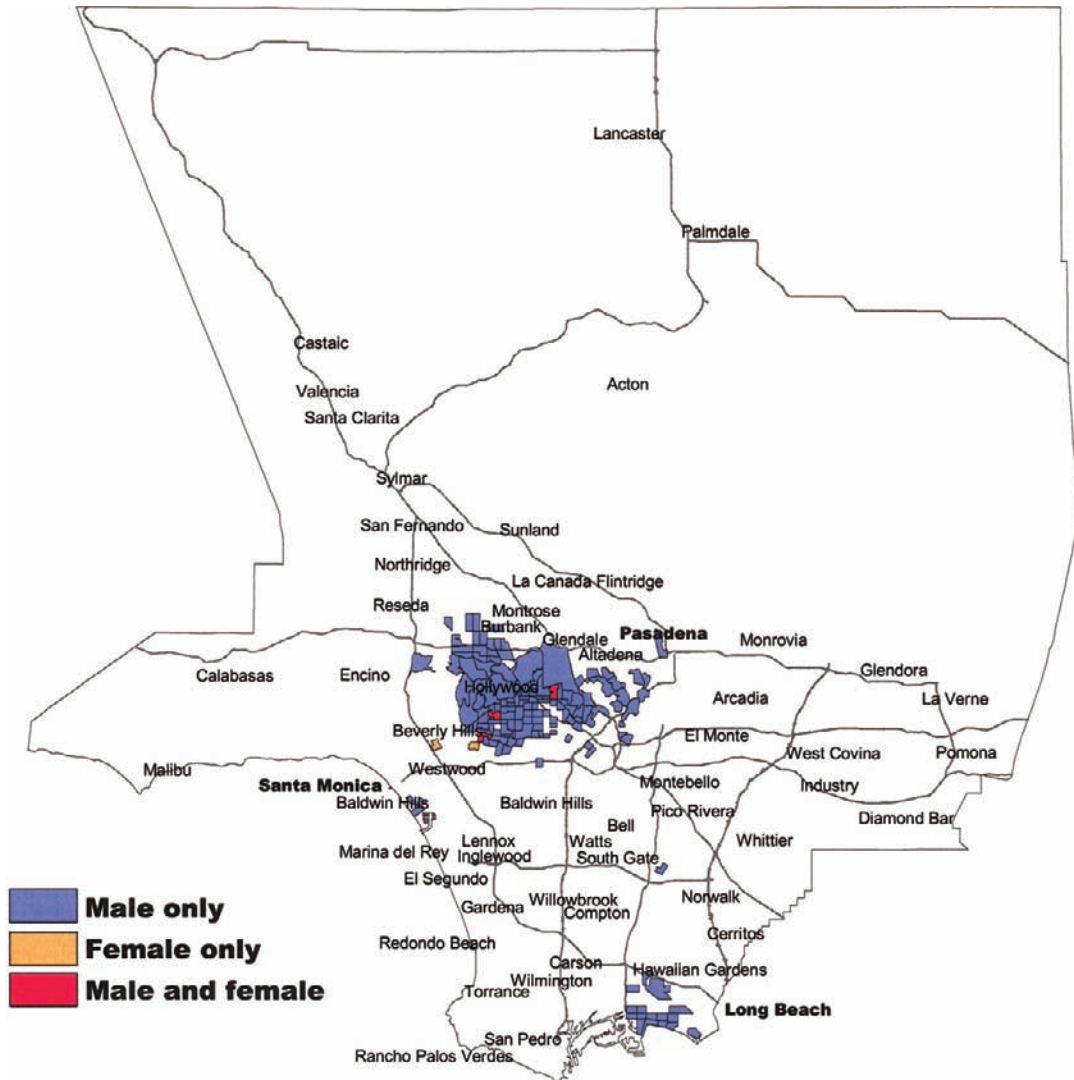 Lancaster
Palmdale
Castaic
Acton
Valencia
Santa Clarita
Sylmar
San Fernando
Sunland
Northridge
La Canada Flintridge
Reseda
Montrose
Burbank
Pasadena
Glendale
Monrovia
Altadena
Calabasas
Encino
Glendora
Hollywood
Arcadia
La Verne
Beverly Hills
El Monte
West Covina
Pomona
Malibu
Westwood
Santa Monica
Montebello
Industry
Baldwin Hills
Baldwin Hills
Pico Rivera
Diamond Bar
Bell
Lennox
Watts
Whittier
Marina del Rey
Inglewood
South Gate
El Segundo
Male only
Gardena
Willowbrook
Norwalk
Compton
Female only
Redondo Beach
Cerritos
Carson
Hawaiian Gardens
Male and female
Wilmington
Torrance
Long Beach
San Pedro
Rancho Palos Verdes